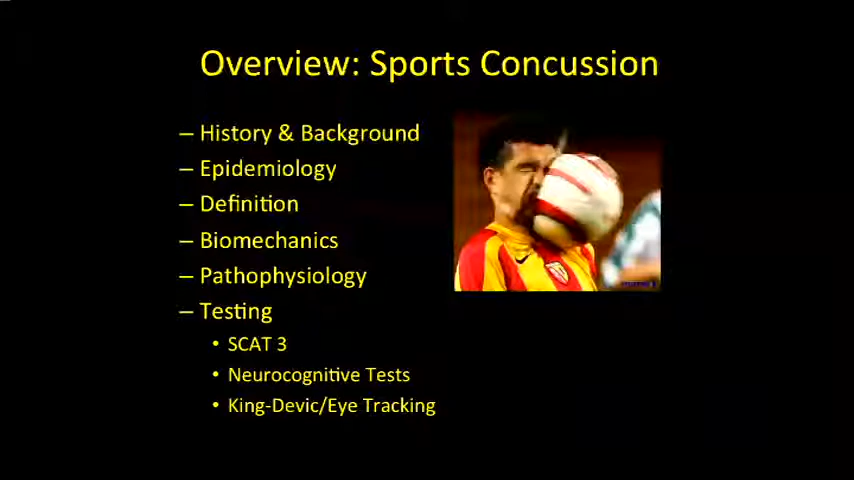 Overview: Sports Concussion
– History & Background
– Epidemiology
– Definition
– Biomechanics
– Pathophysiology
– Testing
• SCAT 3
• Neurocognitive Tests
• King-Devic/Eye Tracking